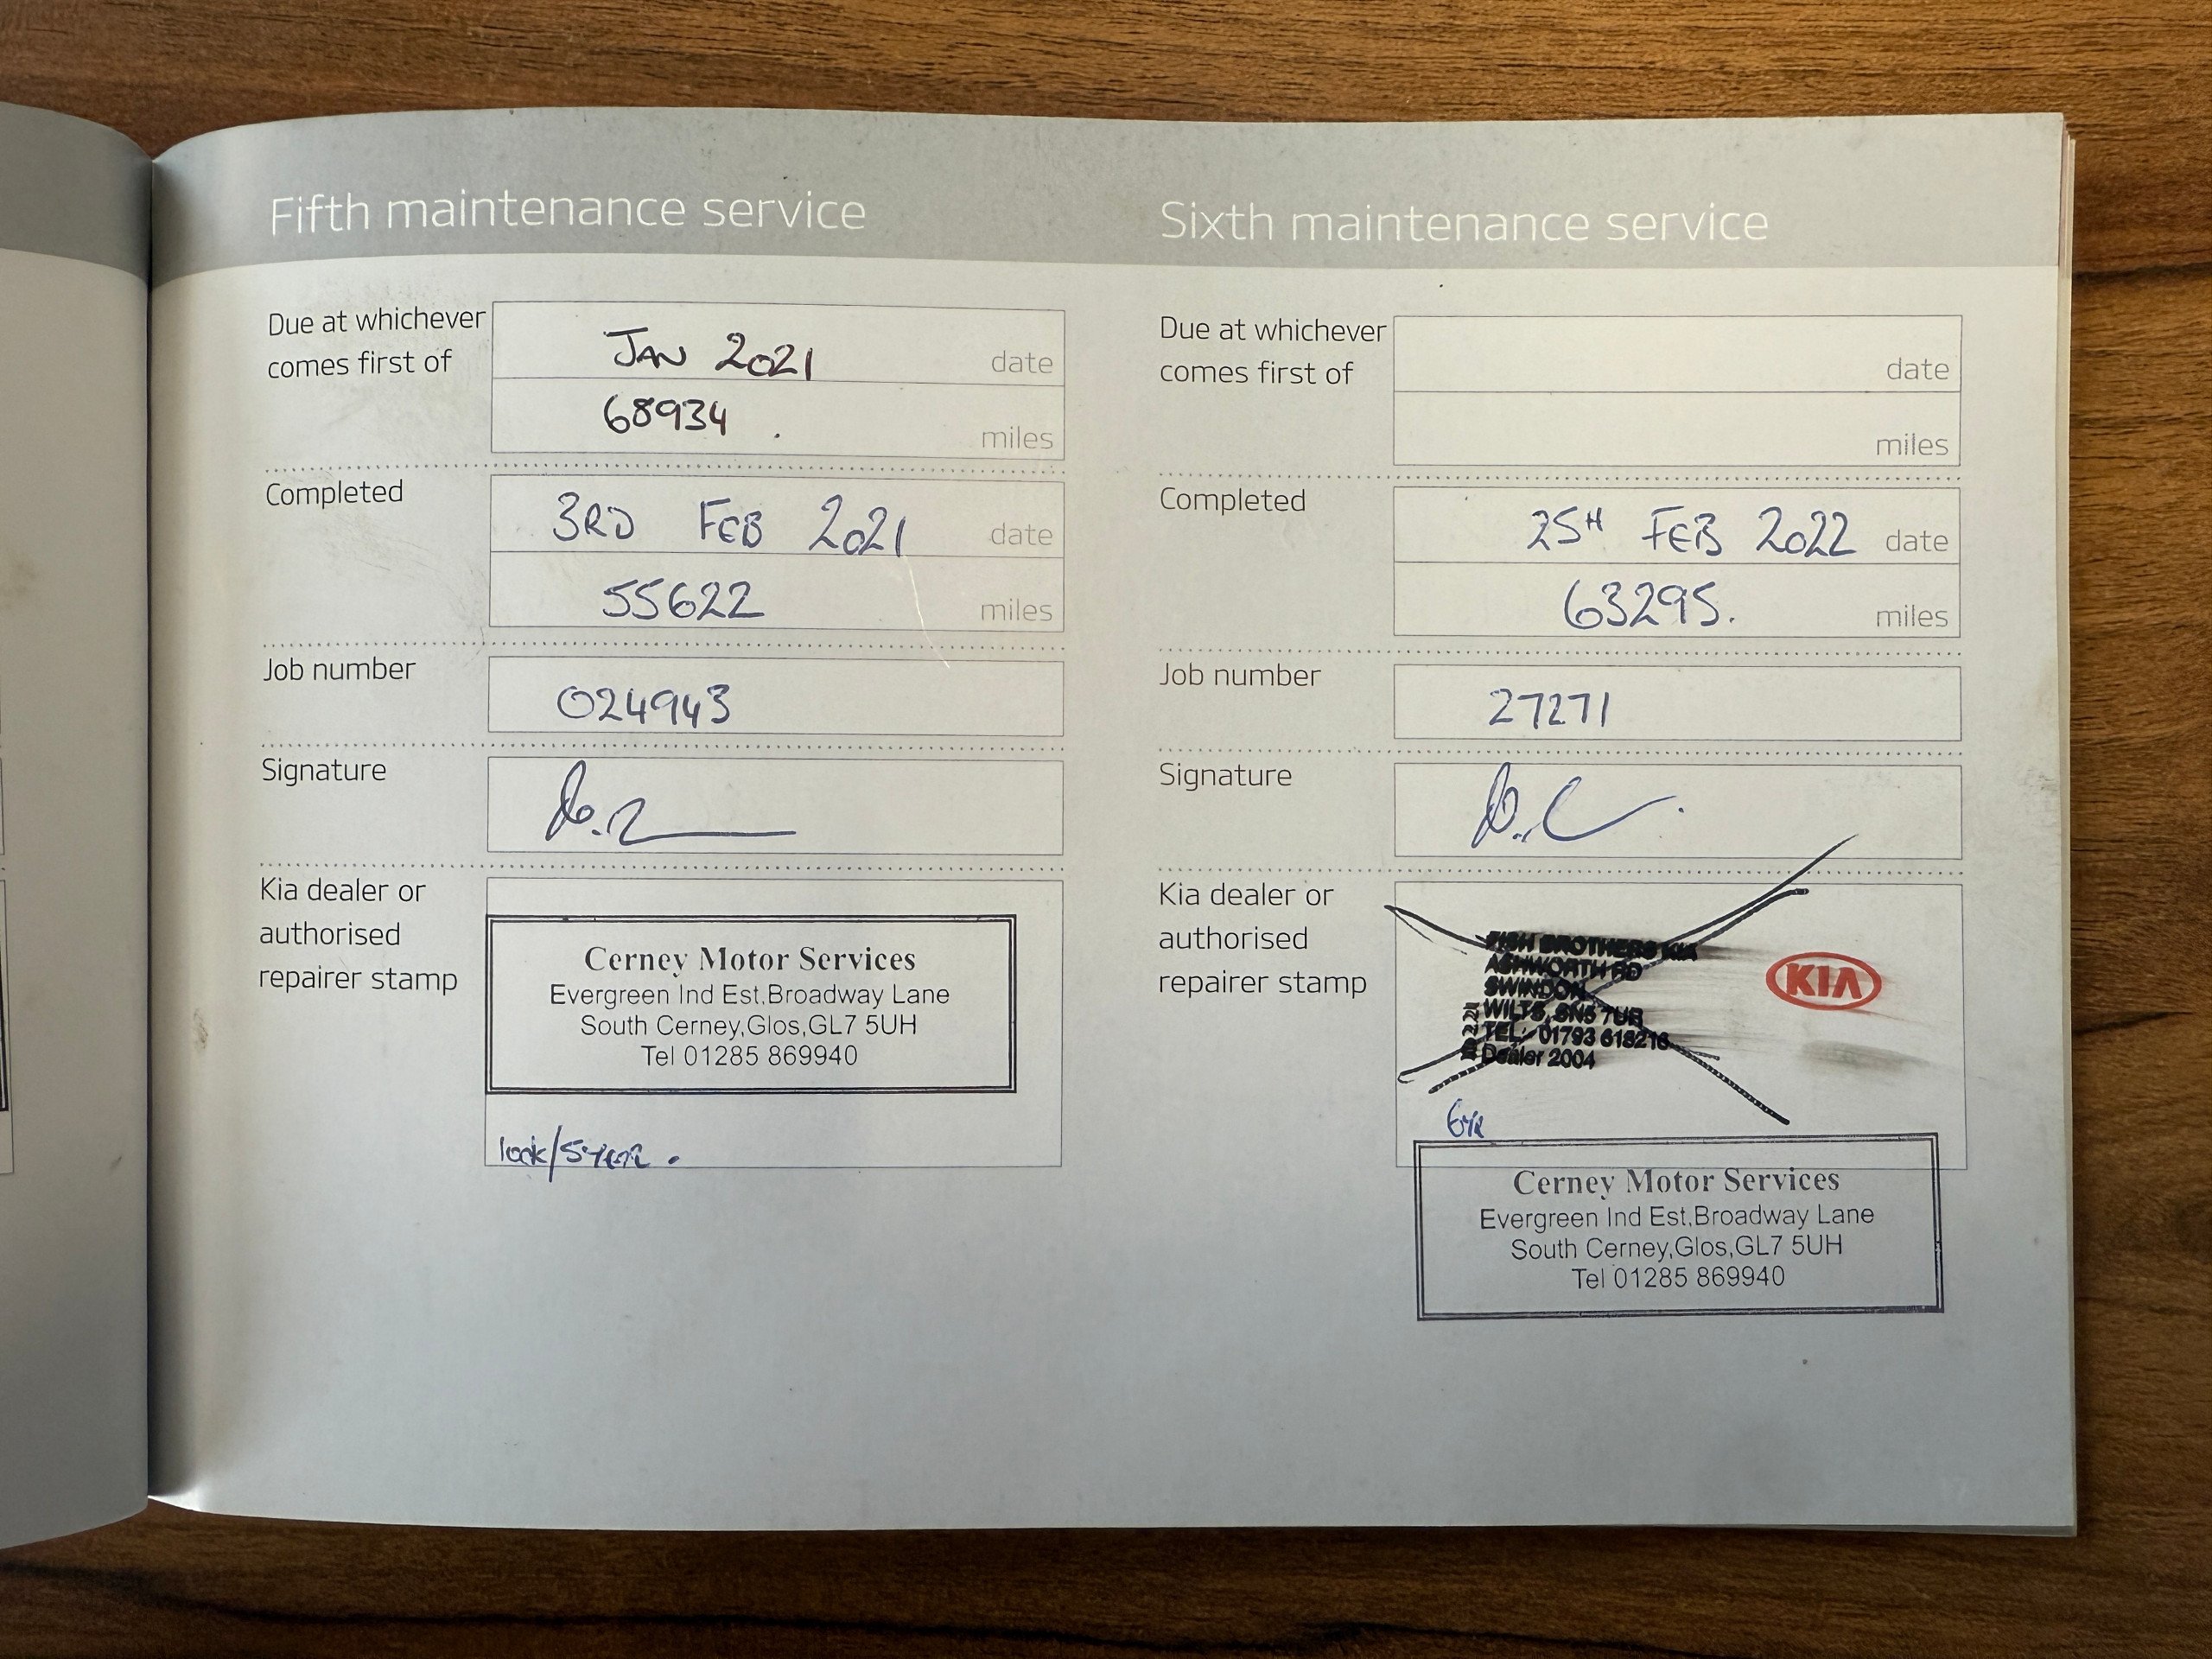 Fifth maintenance service
Due at whichever
comes first of
JAN 2021 date
68934 miles
Completed
3RD FEB 2021 date
55622 miles
Job number
024943
Signature
Kia dealer or
authorised
repairer stamp
Cerney Motor Services
Evergreen Ind Est,Broadway Lane
South Cerney,Glos,GL7 5UH
Tel 01285 869940
/5YEAR.
Sixth maintenance service
Due at whichever
comes first of
date
miles
Completed
25H FEB 2022 date
63295. miles
Job number
27271
Signature
Kia dealer or
authorised
repairer stamp
FISH BROTHERS KIA
ASHWORTH RD
SWINDON
WILTS, SN5 7UR
TEL: 01793 618216
Dealer 2004
KIA
6YR
Cerney Motor Services
Evergreen Ind Est,Broadway Lane
South Cerney,Glos,GL7 5UH
Tel 01285 869940
17